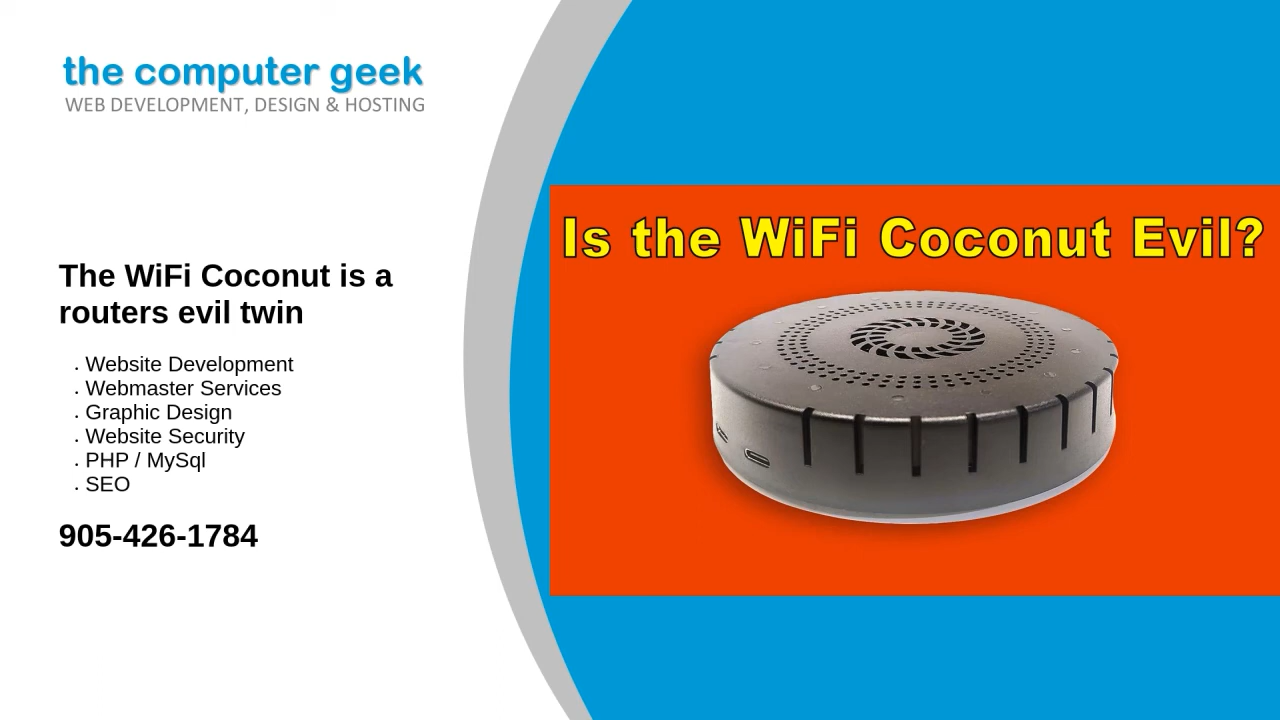 the computer geek
WEB DEVELOPMENT, DESIGN & HOSTING
The WiFi Coconut is a
routers evil twin
. Website Development
. Webmaster Services
. Graphic Design
. Website Security
. PHP / MySql
. SEO
905-426-1784
Is the WiFi Coconut Evil?